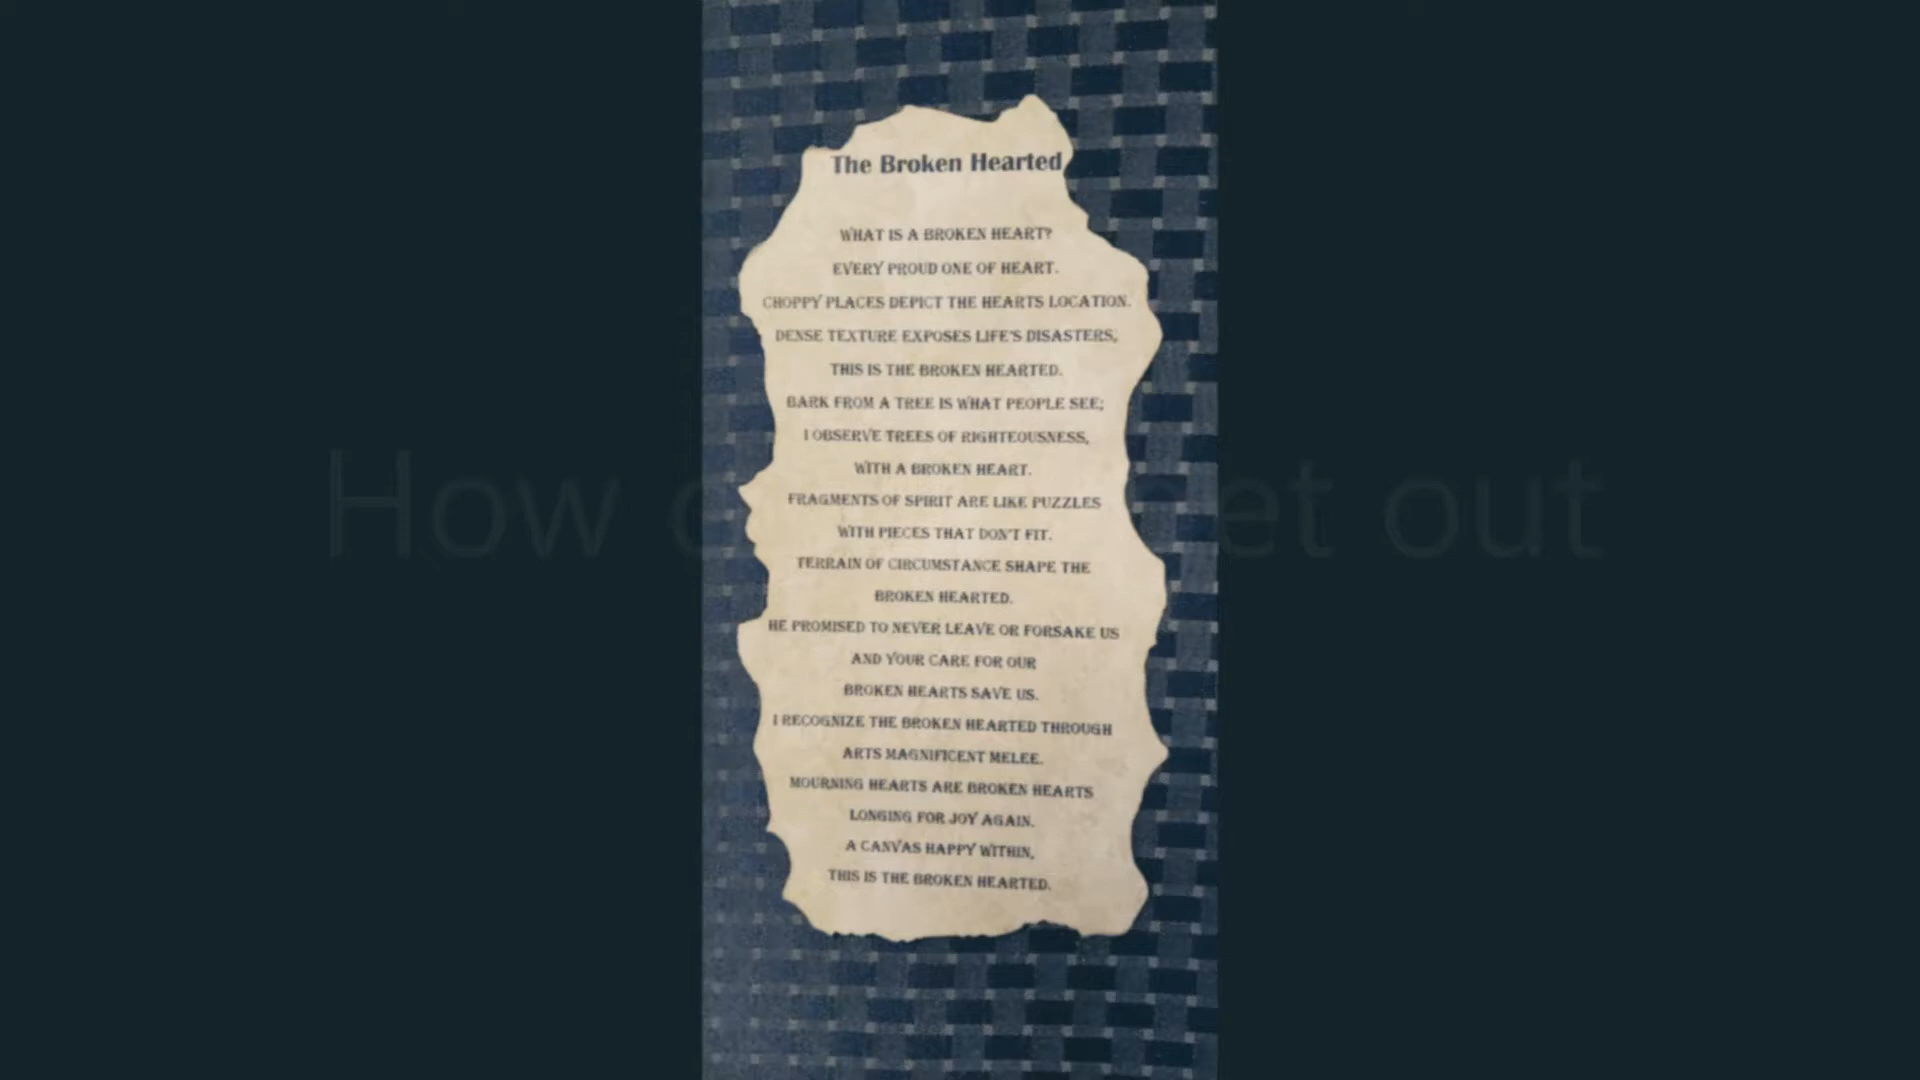 The Broken Hearted
WHAT IS A BROKEN HEART?
EVERY PROUD ONE OF HEART.
CHOPPY PLACES DEPICT THE HEARTS LOCATION.
DENSE TEXTURE EXPOSES LIFE'S DISASTERS,
THIS IS THE BROKEN HEARTED.
BARK FROM A TREE IS WHAT PEOPLE SEE;
I OBSERVE TREES OF RIGHTEOUSNESS,
WITH A BROKEN HEART.
FRAGMENTS OF SPIRIT ARE LIKE PUZZLES
WITH PIECES THAT DON'T FIT.
TERRAIN OF CIRCUMSTANCE SHAPE THE
BROKEN HEARTED.
HE PROMISED TO NEVER LEAVE OR FORSAKE US
AND YOUR CARE FOR OUR
BROKEN HEARTS SAVE US.
I RECOGNIZE THE BROKEN HEARTED THROUGH
ARTS MAGNIFICENT MELEE.
MOURNING HEARTS ARE BROKEN HEARTS
LONGING FOR JOY AGAIN.
A CANVAS HAPPY WITHIN,
THIS IS THE BROKEN HEARTED.
How out